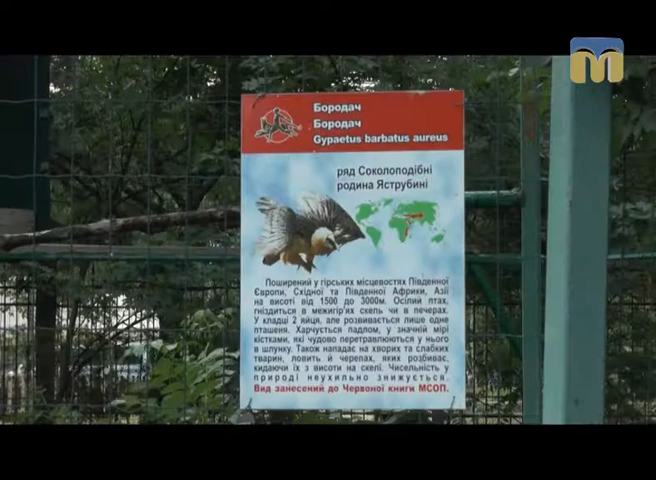 М
Бородач
Бородач
Gypaetus barbatus aureus
ряд Соколоподібні
родина Яструбині
Поширений у гірських місцевостях Південної
Європи, Східної та Південної Африки, Азії
на висоті від 1500 до 3000м. Осілий птах,
гніздиться в межигір'ях скель чи в печерах.
У кладці 2 яйця, але розвивається лише одне
пташеня. Харчується падлом, у значній мірі
кістками, які чудово перетравлюються у нього
в шлунку. Також нападає на хворих та слабких
тварин, ловить й черепах, яких розбиває,
кидаючи їх з висоти на скелі. Чисельність у
природі неухильно знижується.
Вид занесений до Червоної книги МСОП.